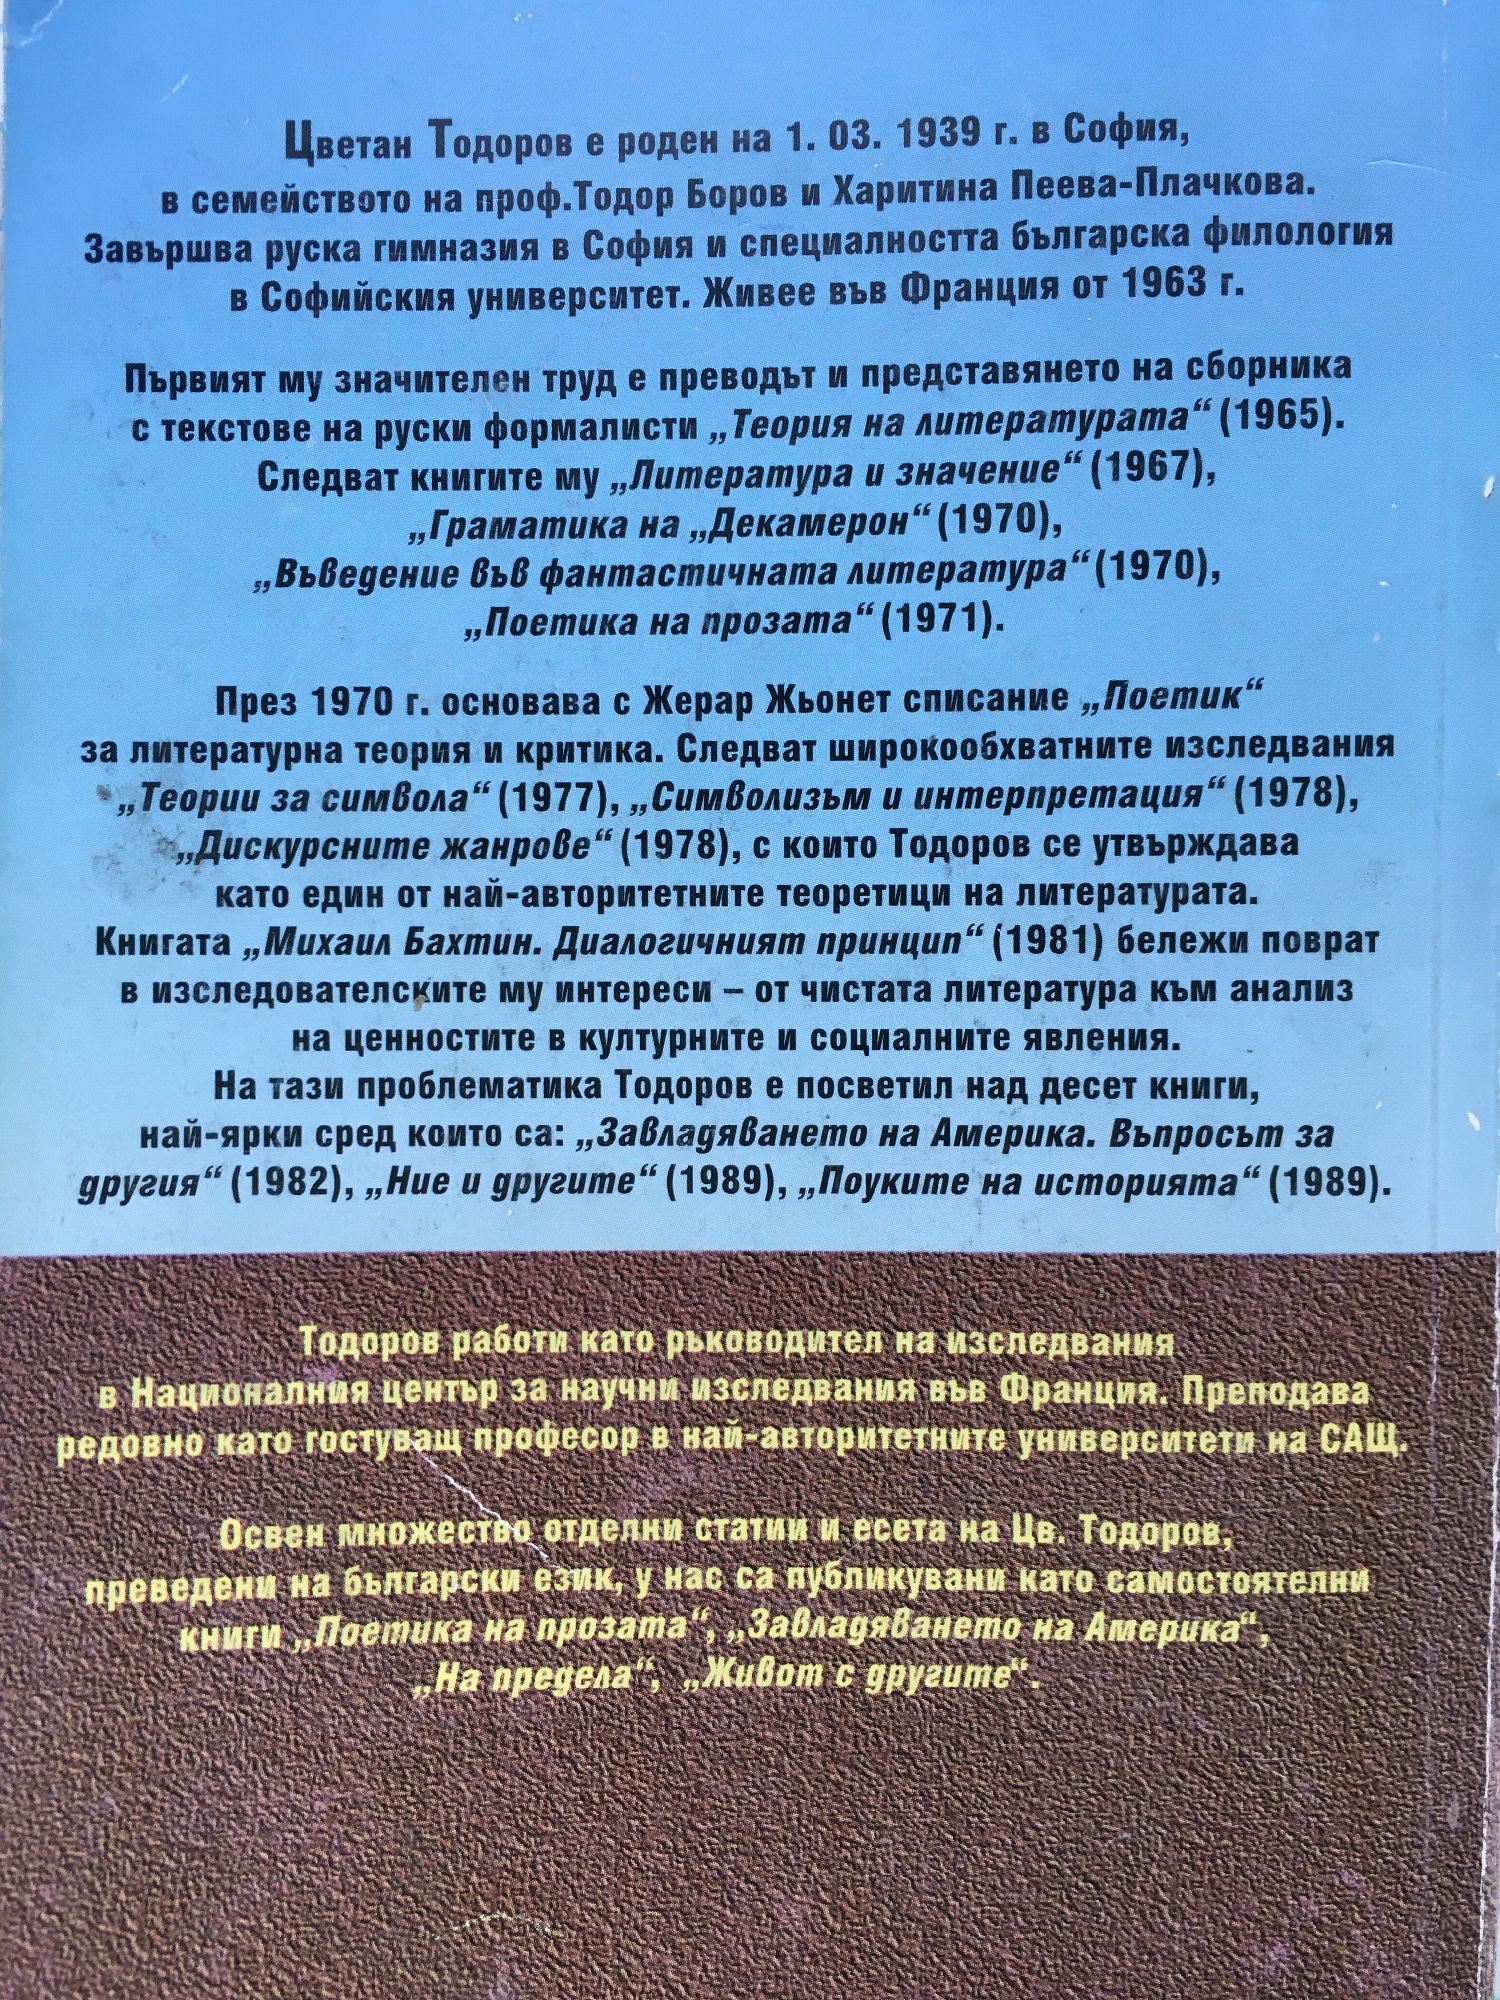 Цветан Тодоров е роден на 1. 03. 1939 г. в София,
в семейството на проф.Тодор Боров и Харитина Пеева-Плачкова.
Завършва руска гимназия в София и специалността българска филология
в Софийския университет. Живее във Франция от 1963 г.
Първият му значителен труд е преводът и представянето на сборника
с текстове на руски формалисти „Теория на литературата“ (1965).
Следват книгите му „Литература и значение“ (1967),
„Граматика на „Декамерон“ (1970),
„Въведение във фантастичната литература“ (1970),
„Поетика на прозата“ (1971).
През 1970 г. основава с Жерар Жьонет списание „Поетик“
за литературна теория и критика. Следват широкообхватните изследвания
„Теории за символа“ (1977), „Символизъм и интерпретация“ (1978),
„Дискурсните жанрове“ (1978), с които Тодоров се утвърждава
като един от най-авторитетните теоретици на литературата.
Книгата „Михаил Бахтин. Диалогичният принцип“ (1981) бележи поврат
в изследователските му интереси – от чистата литература към анализ
на ценностите в културните и социалните явления.
На тази проблематика Тодоров е посветил над десет книги,
най-ярки сред които са: „Завладяването на Америка. Въпросът за
другия“ (1982), „Ние и другите“ (1989), „Поуките на историята“ (1989).
Тодоров работи като ръководител на изследвания
в Националния център за научни изследвания във Франция. Преподава
редовно като гостуващ професор в най-авторитетните университети на САЩ.
Освен множество отделни статии и есета на Цв. Тодоров,
преведени на български език, у нас са публикувани като самостоятелни
книги „Поетика на прозата“, „Завладяването на Америка“,
„На предела“, „Живот с другите“.